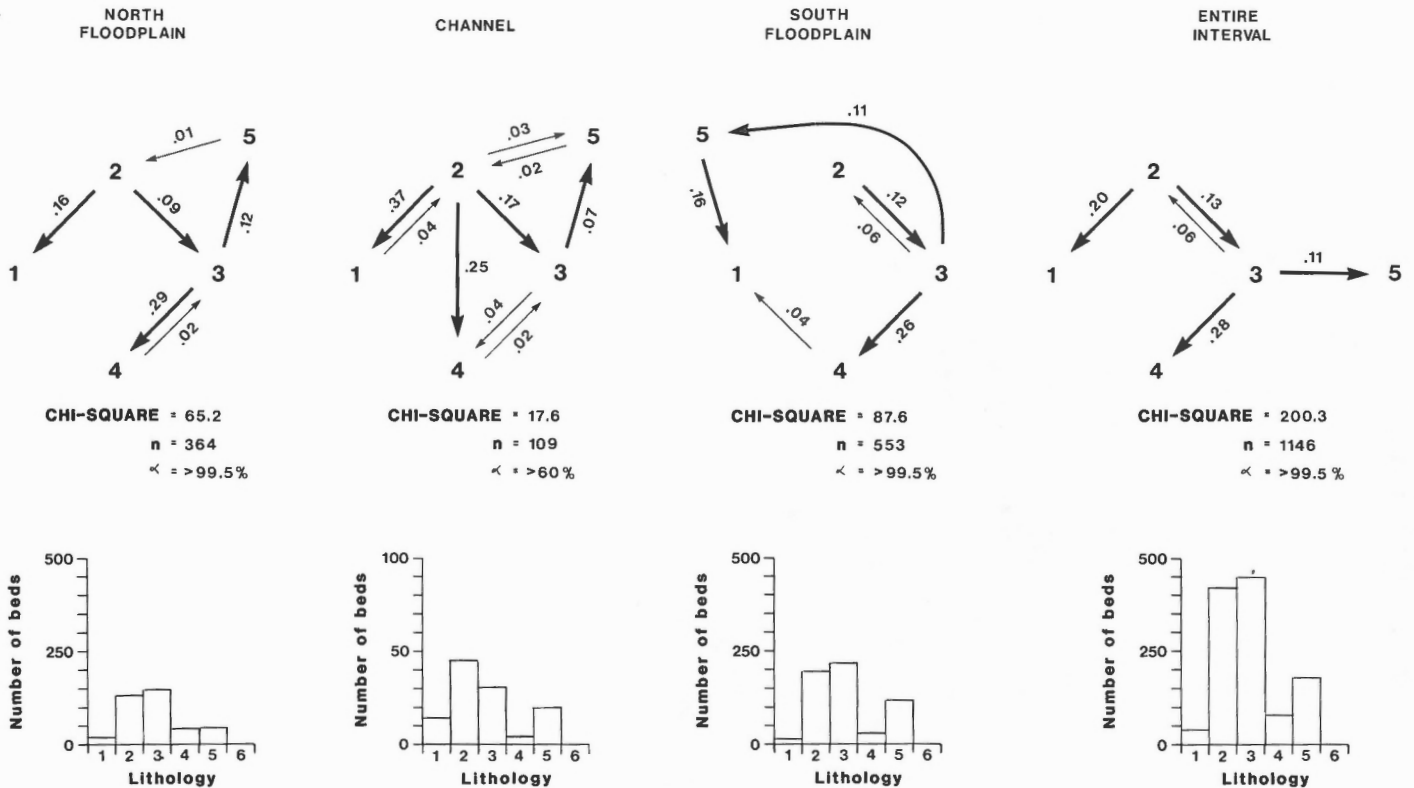 NORTH
FLOODPLAIN
CHANNEL
SOUTH
FLOODPLAIN
ENTIRE
INTERVAL
.01
5
2
.16
.09
.12
1
3
.29
.02
4
.03
5
.02
2
.37
.04
.17
.07
1
.25
3
.04
.02
4
.11
5
2
.16
.12
.06
1
3
.04
.26
4
2
.20
.13
.06
1
3
.11
5
.28
4
CHI-SQUARE = 65.2
n = 364
∝ = >99.5%
CHI-SQUARE = 17.6
n = 109
∝ = >60%
CHI-SQUARE = 87.6
n = 553
∝ = >99.5%
CHI-SQUARE = 200.3
n = 1146
∝ = >99.5%
Number of beds
500
250
0
1 2 3 4 5 6
Lithology
Number of beds
100
50
0
1 2 3 4 5 6
Lithology
Number of beds
500
250
0
1 2 3 4 5 6
Lithology
Number of beds
500
250
0
1 2 3 4 5 6
Lithology